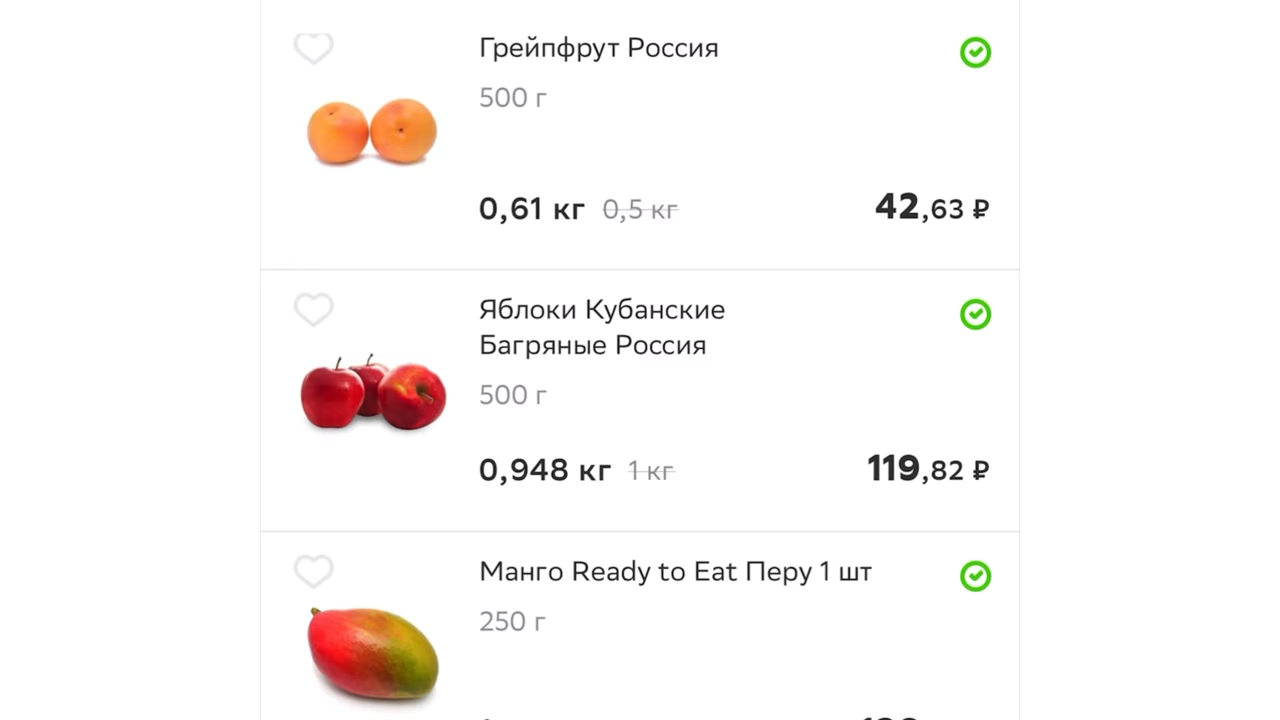 Грейпфрут Россия
500 г
0,61 кг 0,5 кг 42,63 ₽
Яблоки Кубанские
Багряные Россия
500 г
0,948 кг 1 кг 119,82 ₽
Манго Ready to Eat Перу 1 шт
250 г